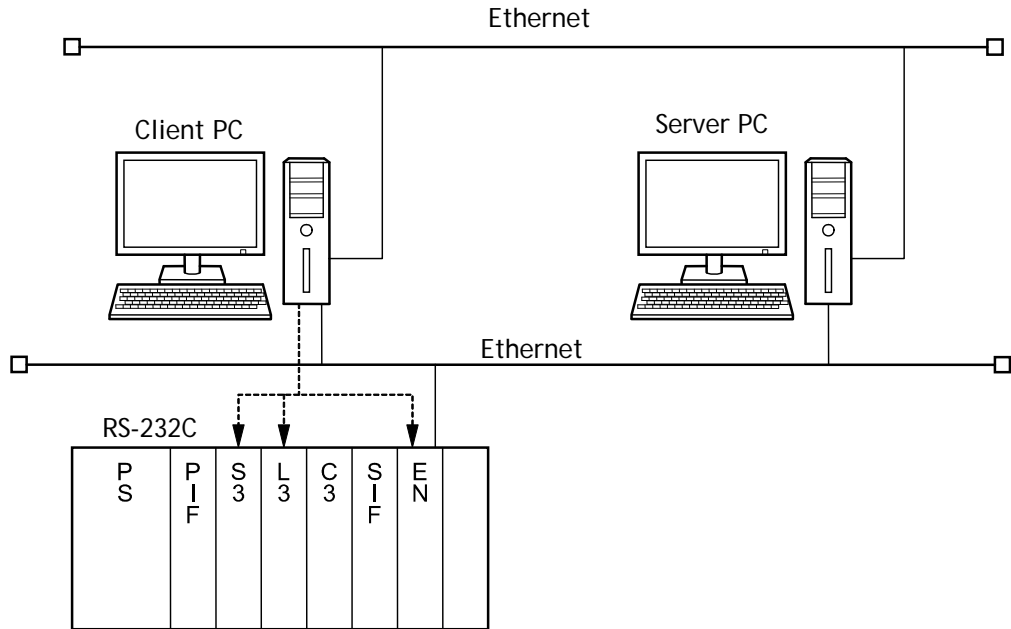 Ethernet
Client PC
Server PC
Ethernet
RS-232C
PS
PIF
S3
L3
C3
SIF
EN